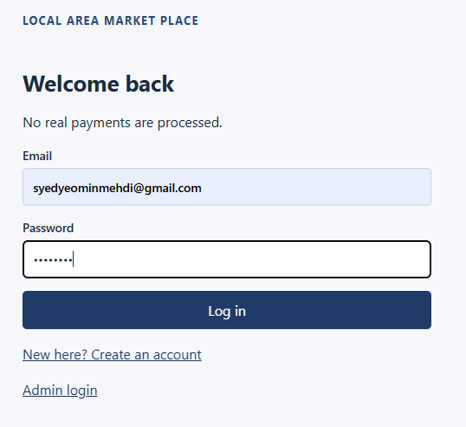 LOCAL AREA MARKET PLACE
Welcome back
No real payments are processed.
Email
syedyeominmehdi@gmail.com
Password
••••••••
Log in
New here? Create an account
Admin login